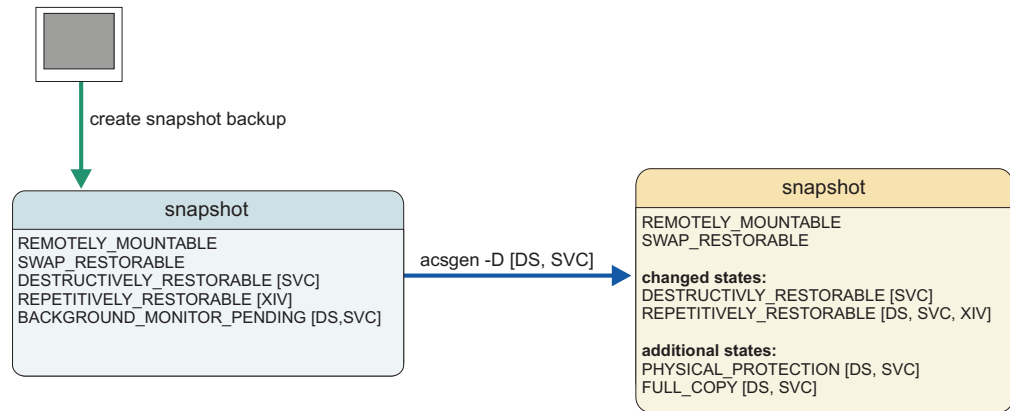 create snapshot backup
snapshot
REMOTELY_MOUNTABLE
SWAP_RESTORABLE
DESTRUCTIVELY_RESTORABLE [SVC]
REPETITIVELY_RESTORABLE [XIV]
BACKGROUND_MONITOR_PENDING [DS,SVC]
acsgen -D [DS, SVC]
snapshot
REMOTELY_MOUNTABLE
SWAP_RESTORABLE
changed states:
DESTRUCTIVLY_RESTORABLE [SVC]
REPETITIVELY_RESTORABLE [DS, SVC, XIV]
additional states:
PHYSICAL_PROTECTION [DS, SVC]
FULL_COPY [DS, SVC]